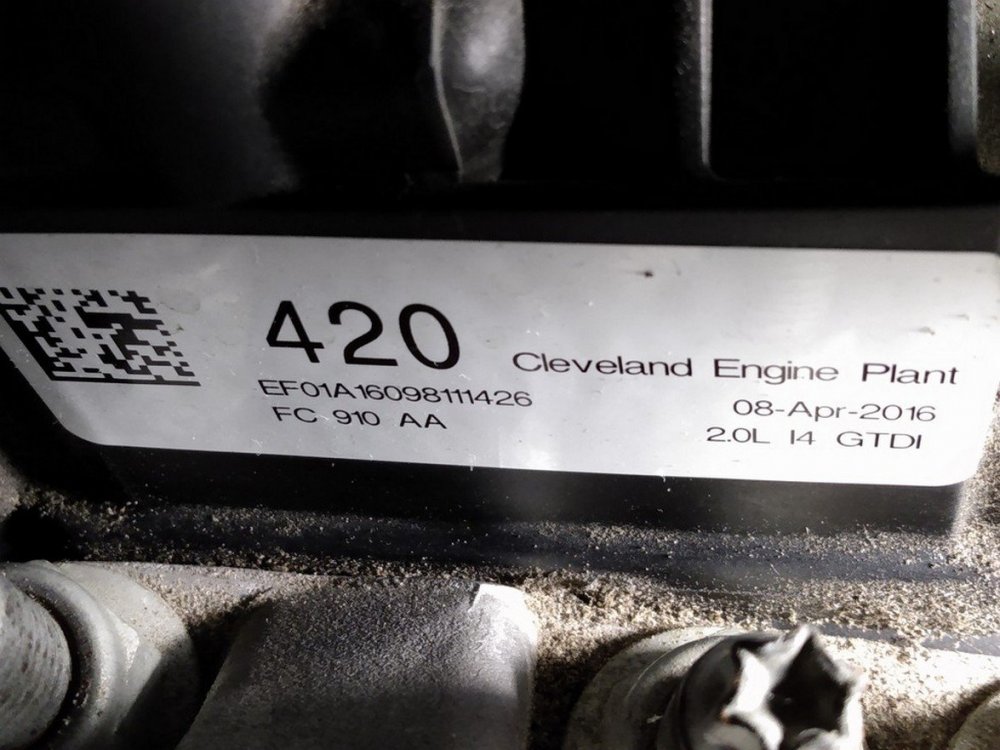 420
EF01A16098111426
FC 910 AA
Cleveland Engine Plant
08-Apr-2016
2.0L I4 GTDI